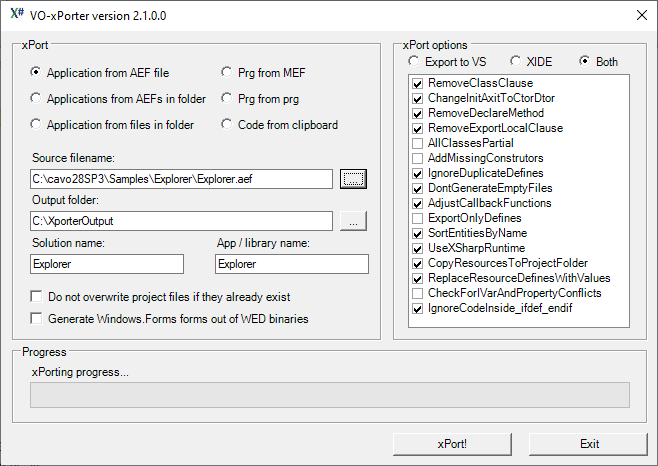 X# VO-xPorter version 2.1.0.0
xPort
Application from AEF file
Prg from MEF
Applications from AEFs in folder
Prg from prg
Application from files in folder
Code from clipboard
Source filename:
C:\cavo28SP3\Samples\Explorer\Explorer.aef
...
Output folder:
C:\XporterOutput
...
Solution name:
App / library name:
Explorer
Explorer
Do not overwrite project files if they already exist
Generate Windows.Forms forms out of WED binaries
xPort options
Export to VS
XIDE
Both
RemoveClassClause
ChangeInitAxitToCtorDtor
RemoveDeclareMethod
RemoveExportLocalClause
AllClassesPartial
AddMissingConstrutors
IgnoreDuplicateDefines
DontGenerateEmptyFiles
AdjustCallbackFunctions
ExportOnlyDefines
SortEntitiesByName
UseXSharpRuntime
CopyResourcesToProjectFolder
ReplaceResourceDefinesWithValues
CheckForIVarAndPropertyConflicts
IgnoreCodeInside_ifdef_endif
Progress
xPorting progress...
xPort!
Exit